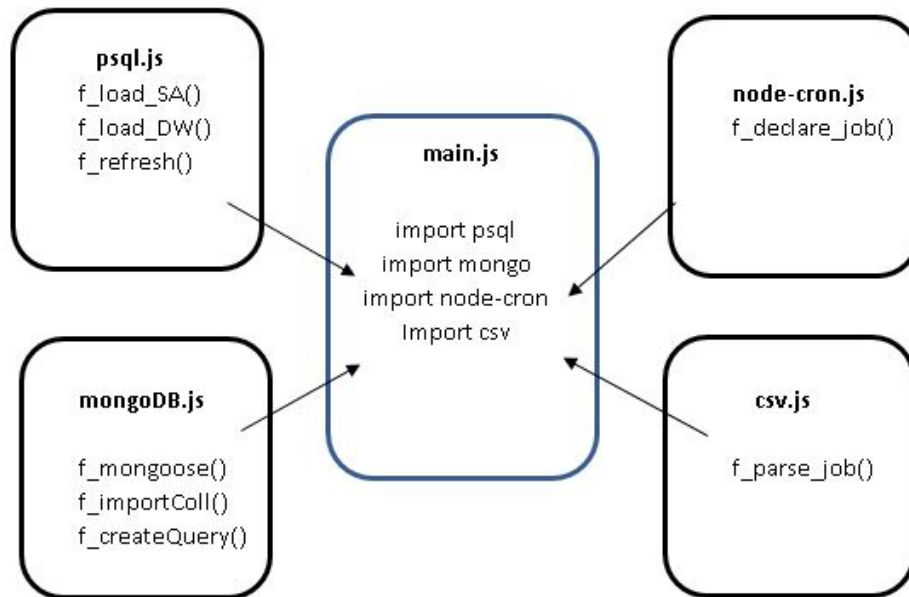 psql.js
f_load_SA()
f_load_DW()
f_refresh()
mongoDB.js
f_mongoose()
f_importColl()
f_createQuery()
main.js
import psql
import mongo
import node-cron
Import csv
node-cron.js
f_declare_job()
csv.js
f_parse_job()